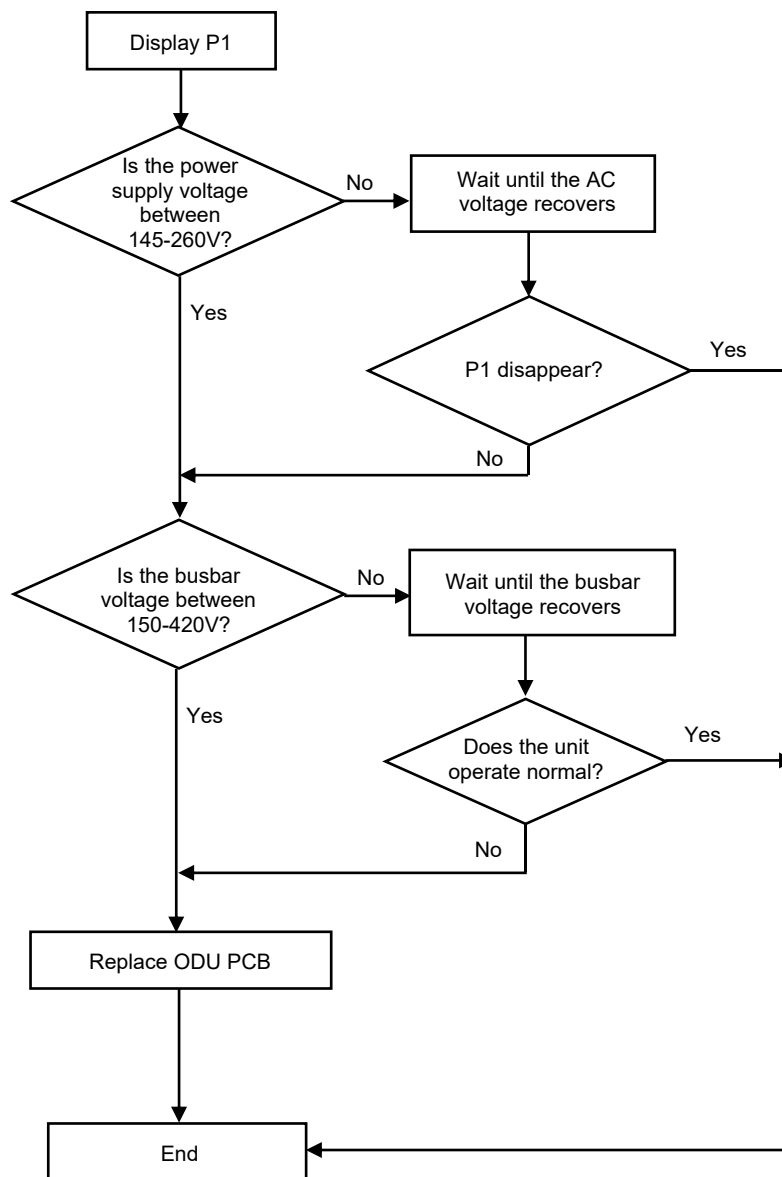 Display P1
Is the power
supply voltage
between
145-260V?
No
Wait until the AC
voltage recovers
Yes
P1 disappear?
Yes
No
Is the busbar
voltage between
150-420V?
No
Wait until the busbar
voltage recovers
Yes
Does the unit
operate normal?
Yes
No
Replace ODU PCB
End